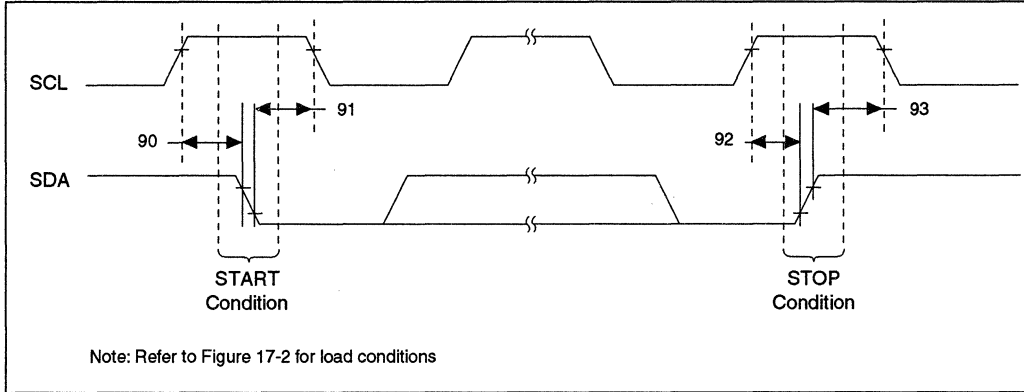 SCL
91
93
90
92
SDA
START
Condition
STOP
Condition
Note: Refer to Figure 17-2 for load conditions